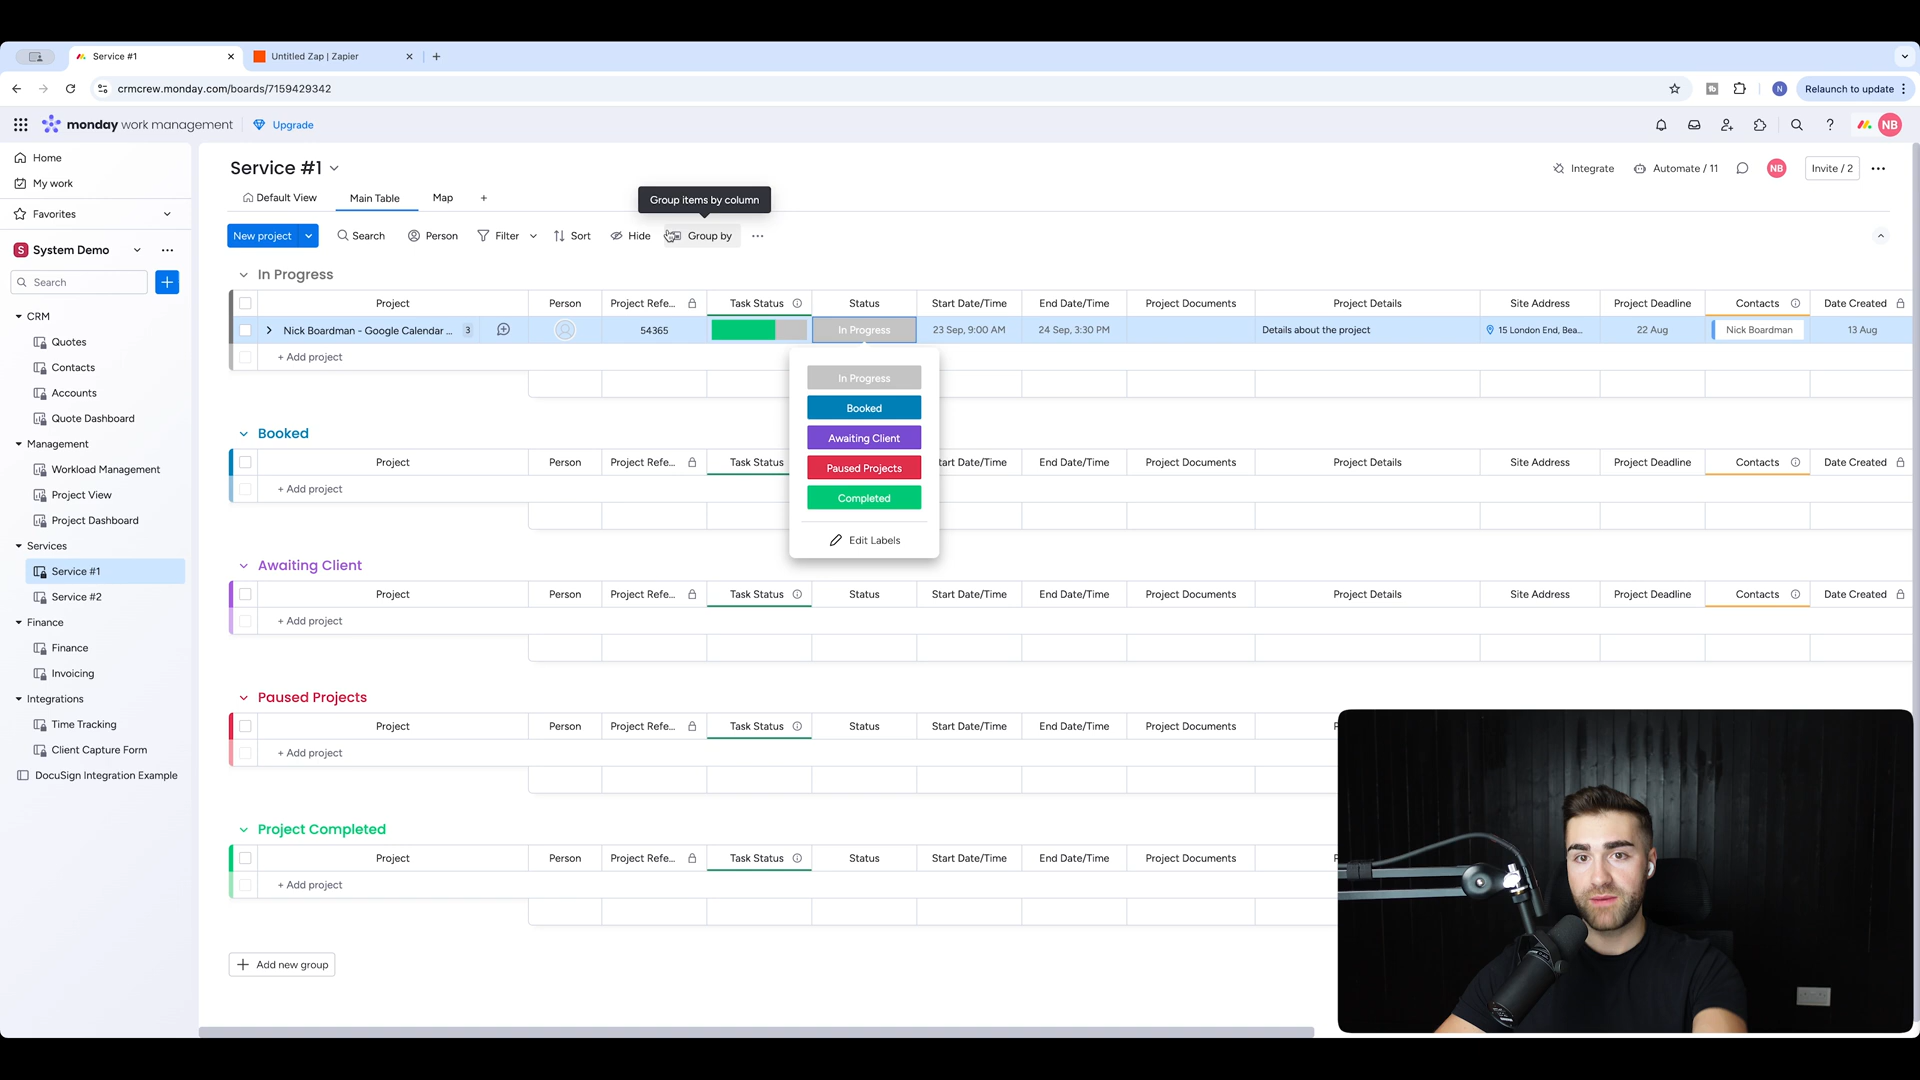 Service #1
Untitled Zap | Zapier
crmcrew.monday.com/boards/7159429342
N
Relaunch to update
monday work management
Upgrade
NB
Home
My work
Favorites
S System Demo
Search
CRM
Quotes
Contacts
Accounts
Quote Dashboard
Management
Workload Management
Project View
Project Dashboard
Services
Service #1
Service #2
Finance
Finance
Invoicing
Integrations
Time Tracking
Client Capture Form
DocuSign Integration Example
Service #1
Integrate
Automate / 11
NB
Invite / 2
Default View
Main Table
Map
Group items by column
New project
Search
Person
Filter
Sort
Hide
Group by
In Progress
Project Person Project Refe... Task Status Status Start Date/Time End Date/Time Project Documents Project Details Site Address Project Deadline Contacts Date Created
Nick Boardman - Google Calendar ... 3 54365 In Progress 23 Sep, 9:00 AM 24 Sep, 3:30 PM Details about the project 15 London End, Bea... 22 Aug Nick Boardman 13 Aug
+ Add project
In Progress
Booked
Awaiting Client
Paused Projects
Completed
Edit Labels
Booked
Project Person Project Refe... Task Status tart Date/Time End Date/Time Project Documents Project Details Site Address Project Deadline Contacts Date Created
+ Add project
Awaiting Client
Project Person Project Refe... Task Status Status Start Date/Time End Date/Time Project Documents Project Details Site Address Project Deadline Contacts Date Created
+ Add project
Paused Projects
Project Person Project Refe... Task Status Status Start Date/Time End Date/Time Project Documents
+ Add project
Project Completed
Project Person Project Refe... Task Status Status Start Date/Time End Date/Time Project Documents
+ Add project
Add new group